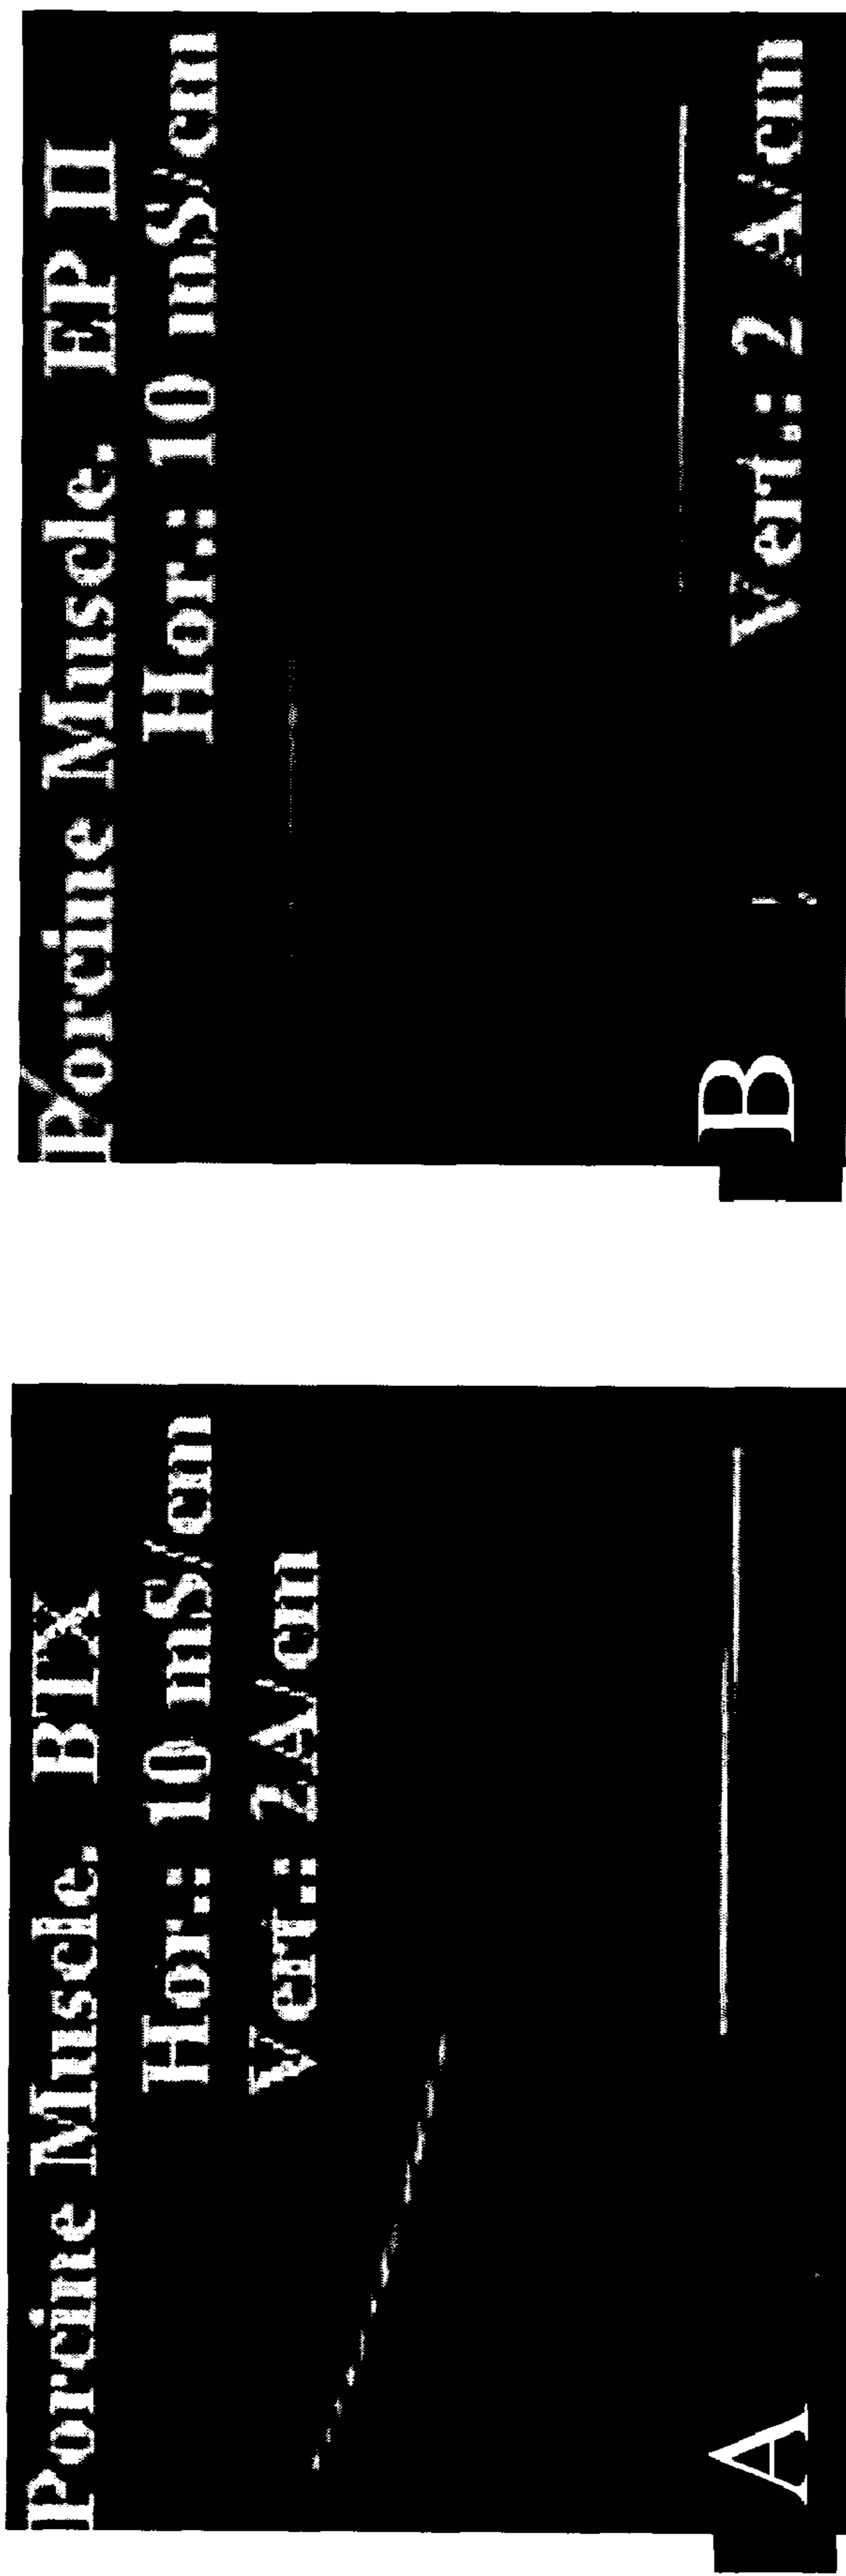 Porcine Muscle. BTX
Hor.: 10 mS/cm
Vert.: 2A/cm
A
Porcine Muscle. EP II
Hor.: 10 mS/cm
B
Vert.: 2 A/cm